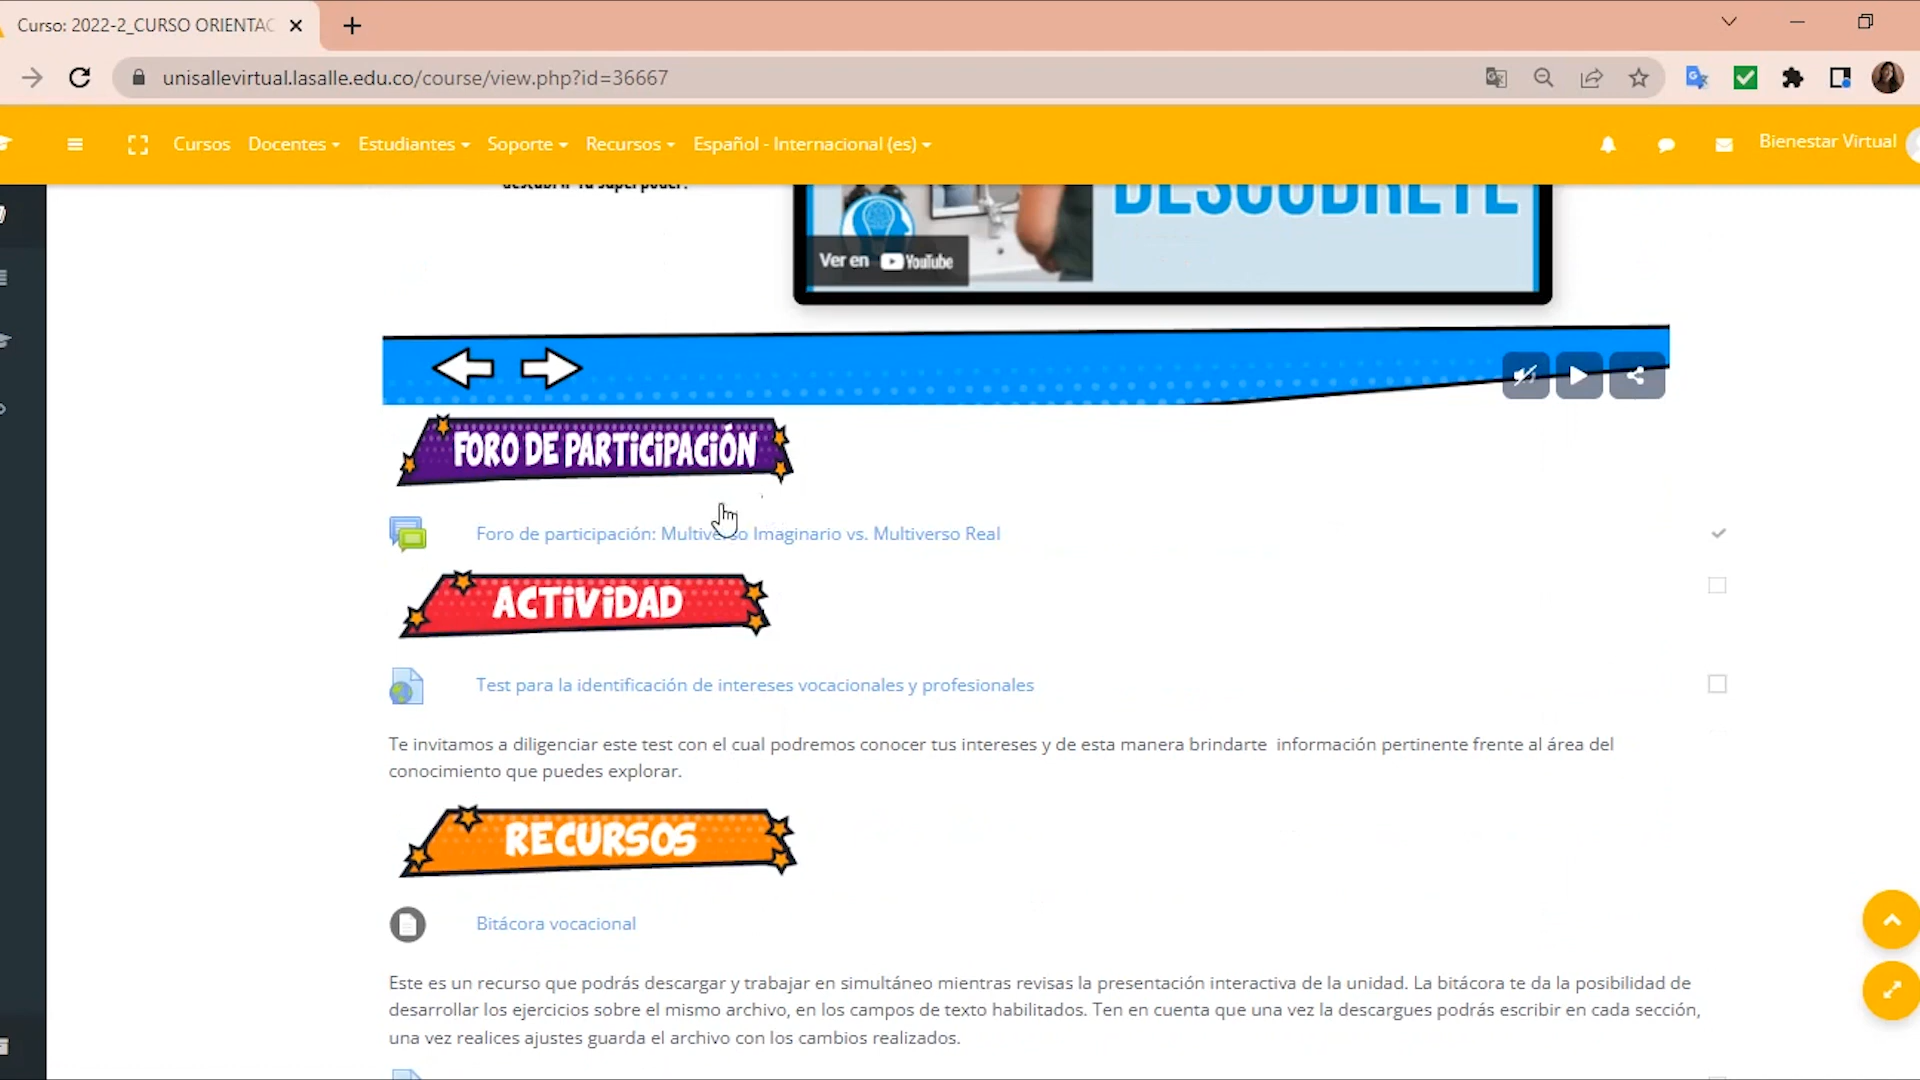 Curso: 2022-2_CURSO ORIENTAC
unisallevirtual.lasalle.edu.co/course/view.php?id=36667
Cursos Docentes Estudiantes Soporte Recursos Español - Internacional (es) Bienestar Virtual
descubrir tu superpoder.
DESCÚBRETE
Ver en YouTube
FORO DE PARTICIPACIÓN
Foro de participación: Multiverso Imaginario vs. Multiverso Real
ACTIVIDAD
Test para la identificación de intereses vocacionales y profesionales
Te invitamos a diligenciar este test con el cual podremos conocer tus intereses y de esta manera brindarte información pertinente frente al área del
conocimiento que puedes explorar.
RECURSOS
Bitácora vocacional
Este es un recurso que podrás descargar y trabajar en simultáneo mientras revisas la presentación interactiva de la unidad. La bitácora te da la posibilidad de
desarrollar los ejercicios sobre el mismo archivo, en los campos de texto habilitados. Ten en cuenta que una vez la descargues podrás escribir en cada sección,
una vez realices ajustes guarda el archivo con los cambios realizados.